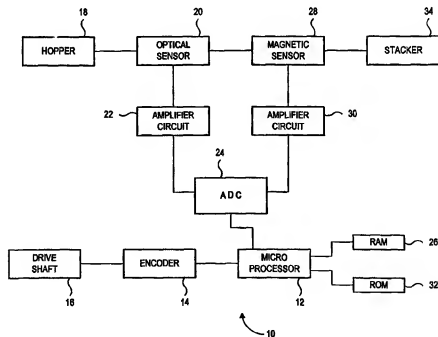 18
20
28
34
HOPPER
OPTICAL
SENSOR
MAGNETIC
SENSOR
STACKER
22
AMPLIFIER
CIRCUIT
AMPLIFIER
CIRCUIT
30
24
ADC
RAM
26
DRIVE
SHAFT
ENCODER
MICRO
PROCESSOR
ROM
32
16
14
12
10